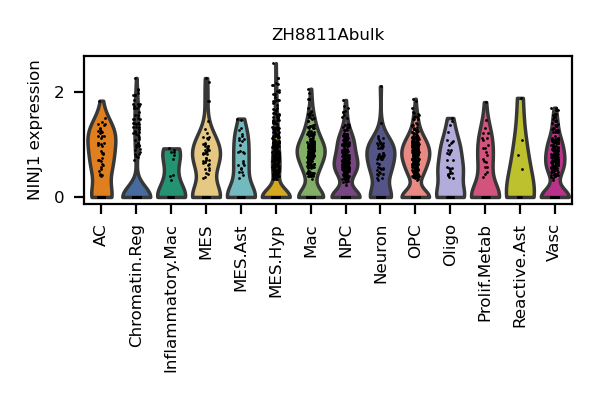 ZH8811Abulk
NINJ1 expression
2
0
AC
Chromatin.Reg
Inflammatory.Mac
MES
MES.Ast
MES.Hyp
Mac
NPC
Neuron
OPC
Oligo
Prolif.Metab
Reactive.Ast
Vasc